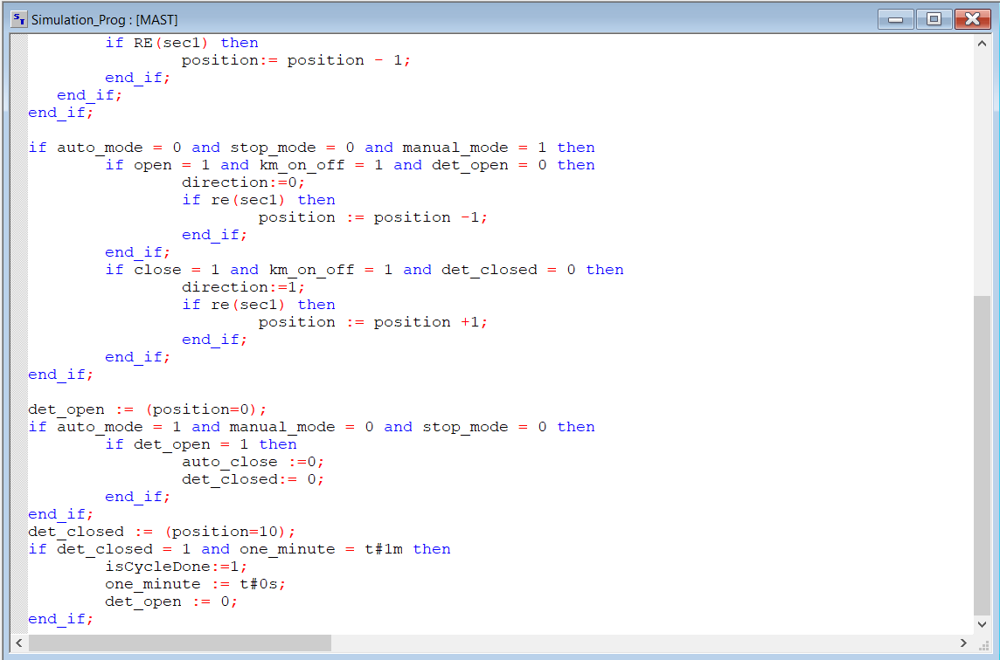 Simulation_Prog : [MAST]
if RE(sec1) then
position:= position - 1;
end_if;
end_if;
end_if;
if auto_mode = 0 and stop_mode = 0 and manual_mode = 1 then
if open = 1 and km_on_off = 1 and det_open = 0 then
direction:=0;
if re(sec1) then
position := position -1;
end_if;
end_if;
if close = 1 and km_on_off = 1 and det_closed = 0 then
direction:=1;
if re(sec1) then
position := position +1;
end_if;
end_if;
end_if;
det_open := (position=0);
if auto_mode = 1 and manual_mode = 0 and stop_mode = 0 then
if det_open = 1 then
auto_close :=0;
det_closed:= 0;
end_if;
end_if;
det_closed := (position=10);
if det_closed = 1 and one_minute = t#1m then
isCycleDone:=1;
one_minute := t#0s;
det_open := 0;
end_if;